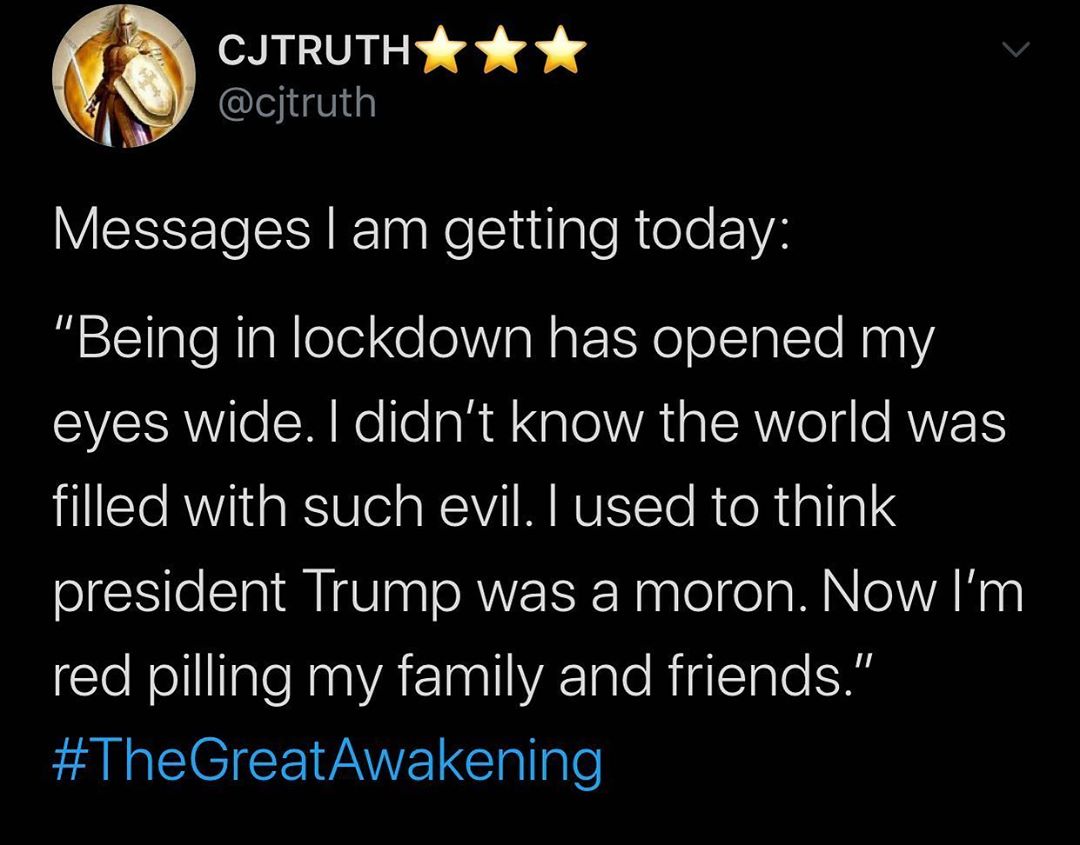 CJTRUTH⭐⭐⭐
@cjtruth
Messages I am getting today:
"Being in lockdown has opened my
eyes wide. I didn't know the world was
filled with such evil. I used to think
president Trump was a moron. Now I'm
red pilling my family and friends."
#TheGreatAwakening